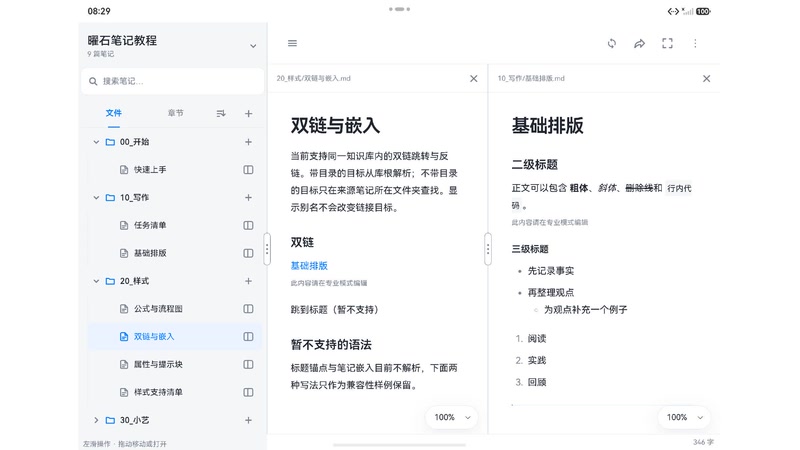 08:29
100
曜石笔记教程
9 篇笔记
搜索笔记...
文件 章节
00_开始
快速上手
10_写作
任务清单
基础排版
20_样式
公式与流程图
双链与嵌入
属性与提示块
样式支持清单
30_小艺
左滑操作 · 拖动移动或打开
20_样式/双链与嵌入.md
双链与嵌入
当前支持同一知识库内的双链跳转与反
链。带目录的目标从库根解析；不带目录
的目标只在来源笔记所在文件夹查找。显
示别名不会改变链接目标。
双链
基础排版
此内容请在专业模式编辑
跳到标题（暂不支持）
暂不支持的语法
标题锚点与笔记嵌入目前不解析，下面两
种写法只作为兼容性样例保留。
100%
10_写作/基础排版.md
基础排版
二级标题
正文可以包含 粗体、斜体、删除线和 行内代
码。
此内容请在专业模式编辑
三级标题
先记录事实
再整理观点
为观点补充一个例子
1. 阅读
2. 实践
3. 回顾
100%
346 字